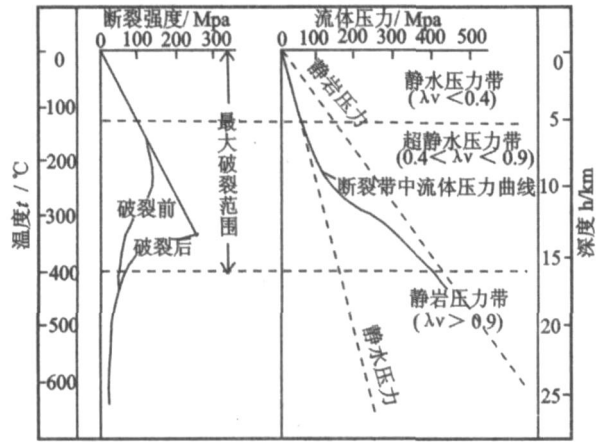 断裂强度/ Mpa
0 100 200 300
流体压力/ Mpa
0 100 200 300 400 500
温度t / ℃
0
-100
-200
-300
-400
-500
-600
破裂前
破裂后
最大破裂范围
静岩压力
静水压力
静水压力带
(λν <0.4)
超静水压力带
(0.4< λν < 0.9)
断裂带中流体压力曲线
静岩压力带
(λν> 0.9)
0
5
10
15
20
25
深度 h/km